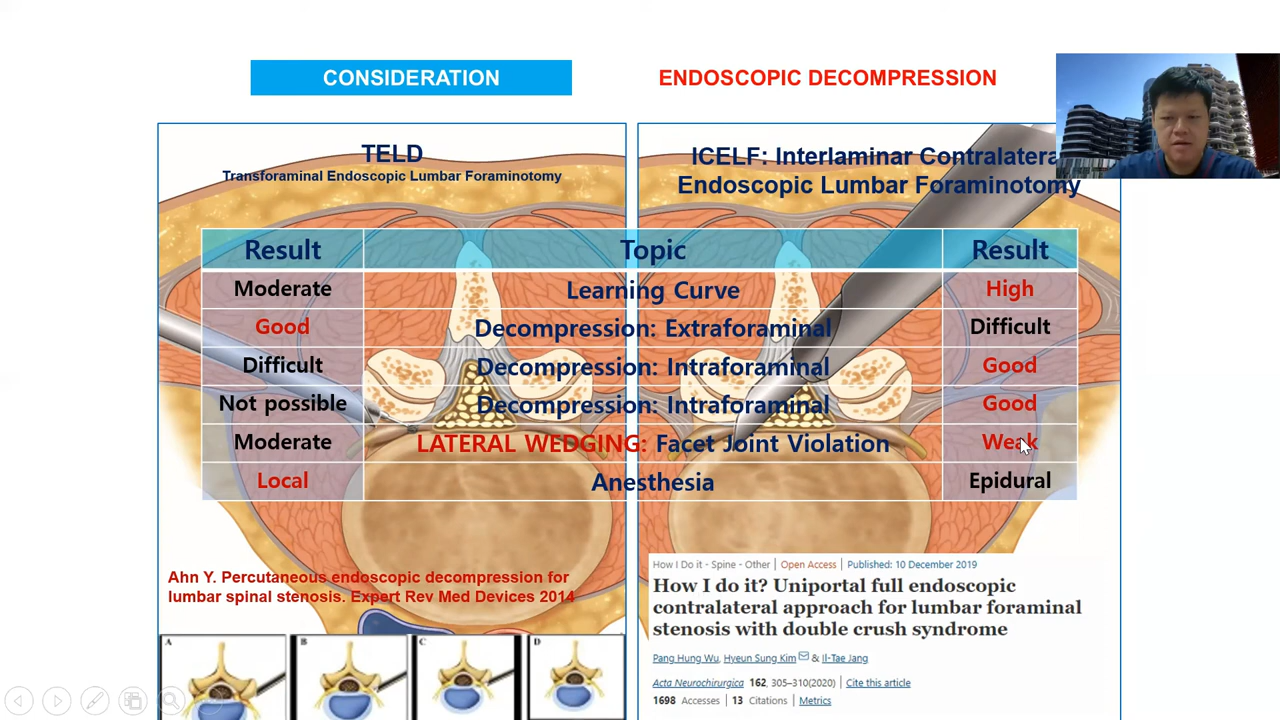 CONSIDERATION
ENDOSCOPIC DECOMPRESSION
TELD
Transforaminal Endoscopic Lumbar Foraminotomy
ICELF: Interlaminar Contralatera
Endoscopic Lumbar Foraminotomy
Result Topic Result
Moderate Learning Curve High
Good Decompression: Extraforaminal Difficult
Difficult Decompression: Intraforaminal Good
Not possible Decompression: Intraforaminal Good
Moderate LATERAL WEDGING: Facet Joint Violation Weak
Local Anesthesia Epidural
Ahn Y. Percutaneous endoscopic decompression for
lumbar spinal stenosis. Expert Rev Med Devices 2014
A B C D
How I Do it - Spine - Other | Open Access | Published: 10 December 2019
How I do it? Uniportal full endoscopic
contralateral approach for lumbar foraminal
stenosis with double crush syndrome
Pang Hung Wu, Hyeun Sung Kim & Il-Tae Jang
Acta Neurochirurgica 162, 305–310(2020) | Cite this article
1698 Accesses | 13 Citations | Metrics